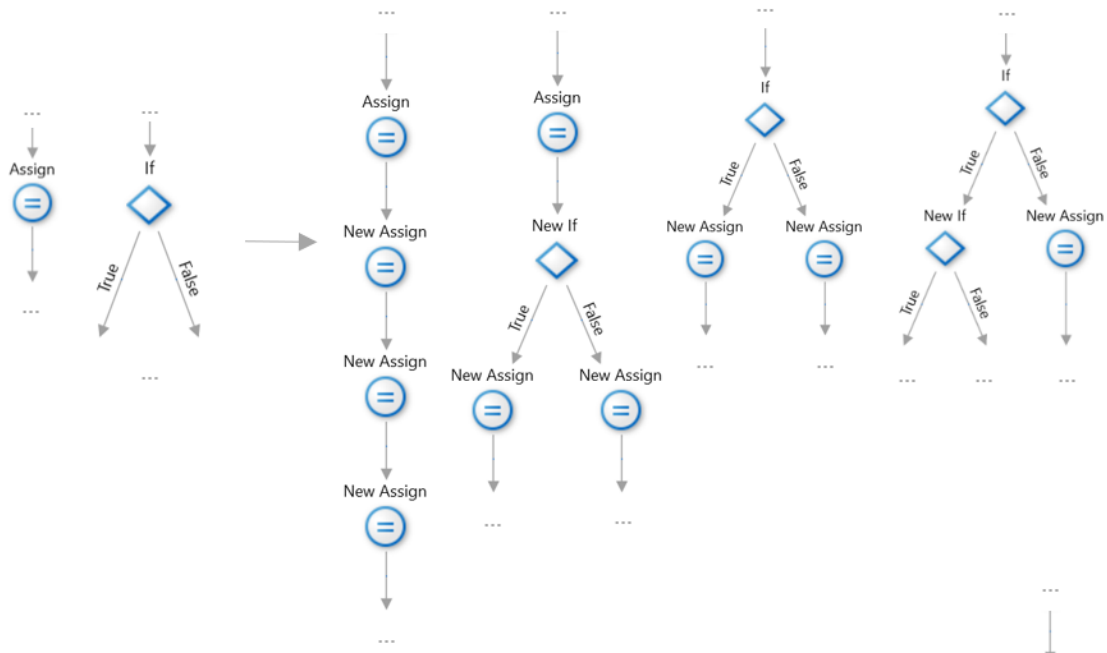 ...
...
...
...
...
...
Assign
Assign
If
If
Assign
If
True
False
True
False
New Assign
New If
New Assign
New Assign
New If
New Assign
True
False
True
False
True
False
...
...
New Assign
New Assign
New Assign
...
...
...
...
...
...
New Assign
...
...
...
...